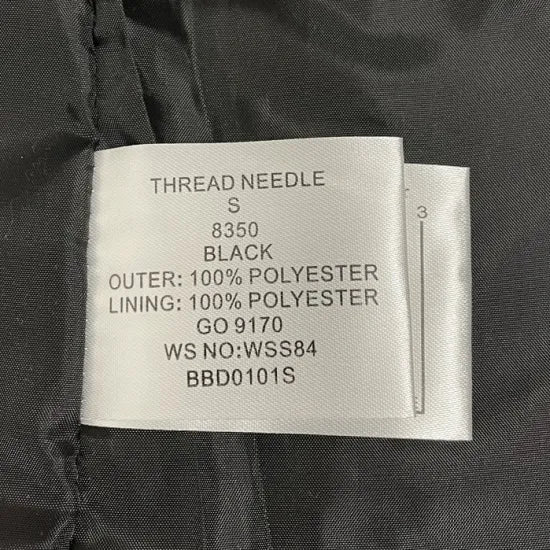 THREAD NEEDLE
S
8350
BLACK
OUTER: 100% POLYESTER
LINING: 100% POLYESTER
GO 9170
WS NO:WSS84
BBD0101S
3